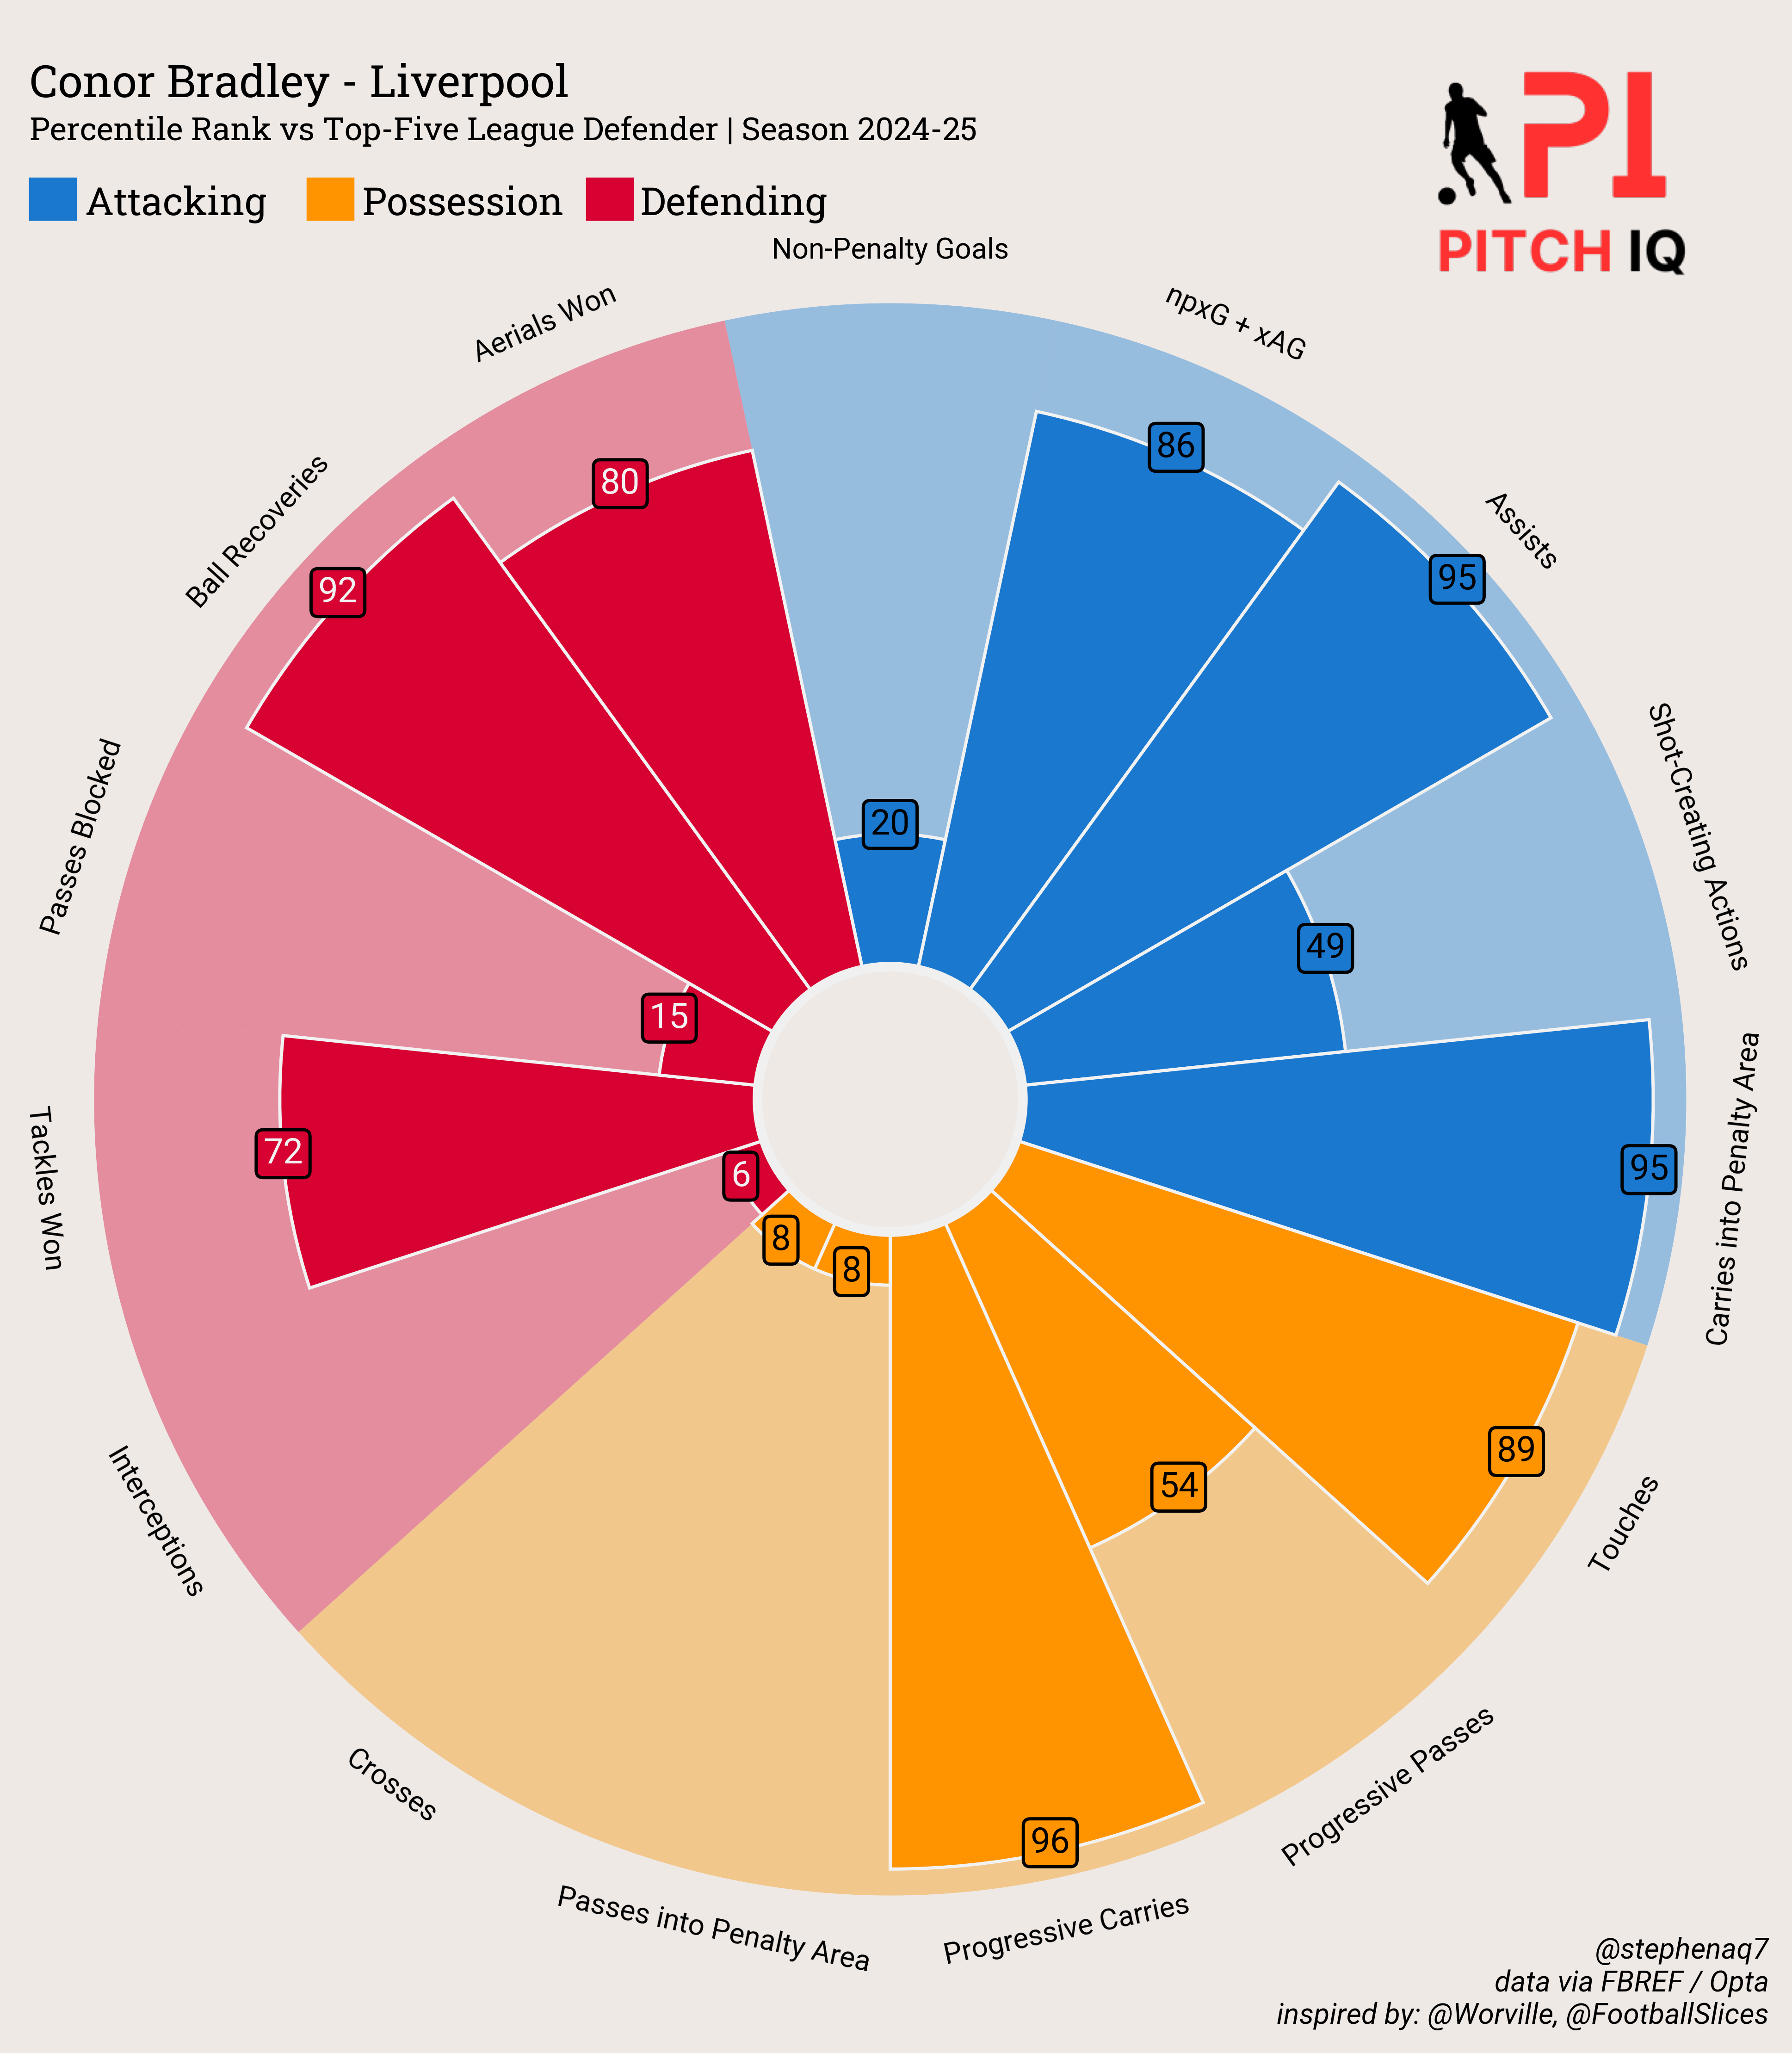 Conor Bradley - Liverpool
Percentile Rank vs Top-Five League Defender | Season 2024-25
Attacking Possession Defending
PI
PITCH IQ
Non-Penalty Goals
20
npxG + xAG
86
Assists
95
Shot-Creating Actions
49
Carries into Penalty Area
95
Touches
89
Progressive Passes
54
Progressive Carries
96
Passes into Penalty Area
8
Crosses
8
Interceptions
6
Tackles Won
72
Passes Blocked
15
Ball Recoveries
92
Aerials Won
80
@stephenaq7
data via FBREF / Opta
inspired by: @Worville, @FootballSlices